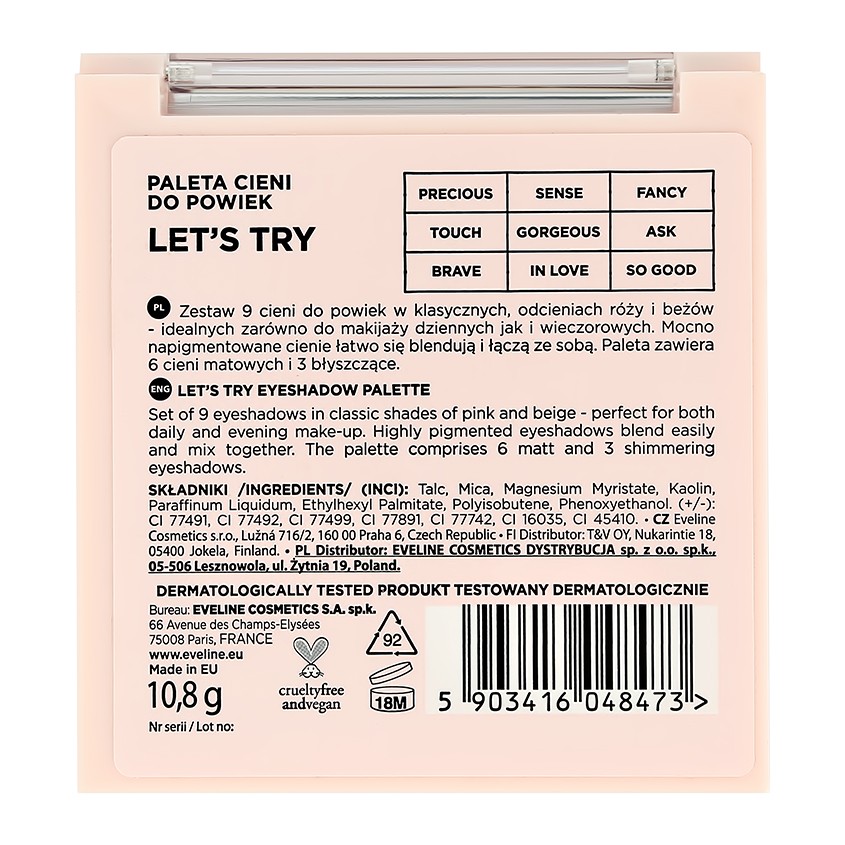 PALETA CIENI
DO POWIEK
LET'S TRY
PRECIOUS SENSE FANCY
TOUCH GORGEOUS ASK
BRAVE IN LOVE SO GOOD
PL Zestaw 9 cieni do powiek w klasycznych, odcieniach róży i beżów
- idealnych zarówno do makijaży dziennych jak i wieczorowych. Mocno
napigmentowane cienie łatwo się blendują i łączą ze sobą. Paleta zawiera
6 cieni matowych i 3 błyszczące.
ENG LET'S TRY EYESHADOW PALETTE
Set of 9 eyeshadows in classic shades of pink and beige - perfect for both
daily and evening make-up. Highly pigmented eyeshadows blend easily
and mix together. The palette comprises 6 matt and 3 shimmering
eyeshadows.
SKŁADNIKI /INGREDIENTS/ (INCI): Talc, Mica, Magnesium Myristate, Kaolin,
Paraffinum Liquidum, Ethylhexyl Palmitate, Polyisobutene, Phenoxyethanol. (+/-):
CI 77491, CI 77492, CI 77499, CI 77891, CI 77742, CI 16035, CI 45410. • CZ Eveline
Cosmetics s.r.o., Lužná 716/2, 160 00 Praha 6, Czech Republic • FI Distributor: T&V OY, Nukarintie 18,
05400 Jokela, Finland. • PL Distributor: EVELINE COSMETICS DYSTRYBUCJA sp. z o.o. sp.k.,
05-506 Lesznowola, ul. Żytnia 19, Poland.
DERMATOLOGICALLY TESTED PRODUKT TESTOWANY DERMATOLOGICZNIE
Bureau: EVELINE COSMETICS S.A. sp.k.
66 Avenue des Champs-Elysées
75008 Paris, FRANCE
www.eveline.eu
Made in EU
10,8 g
Nr serii / Lot no:
crueltyfree
andvegan
92
18M
5 903416 048473 >